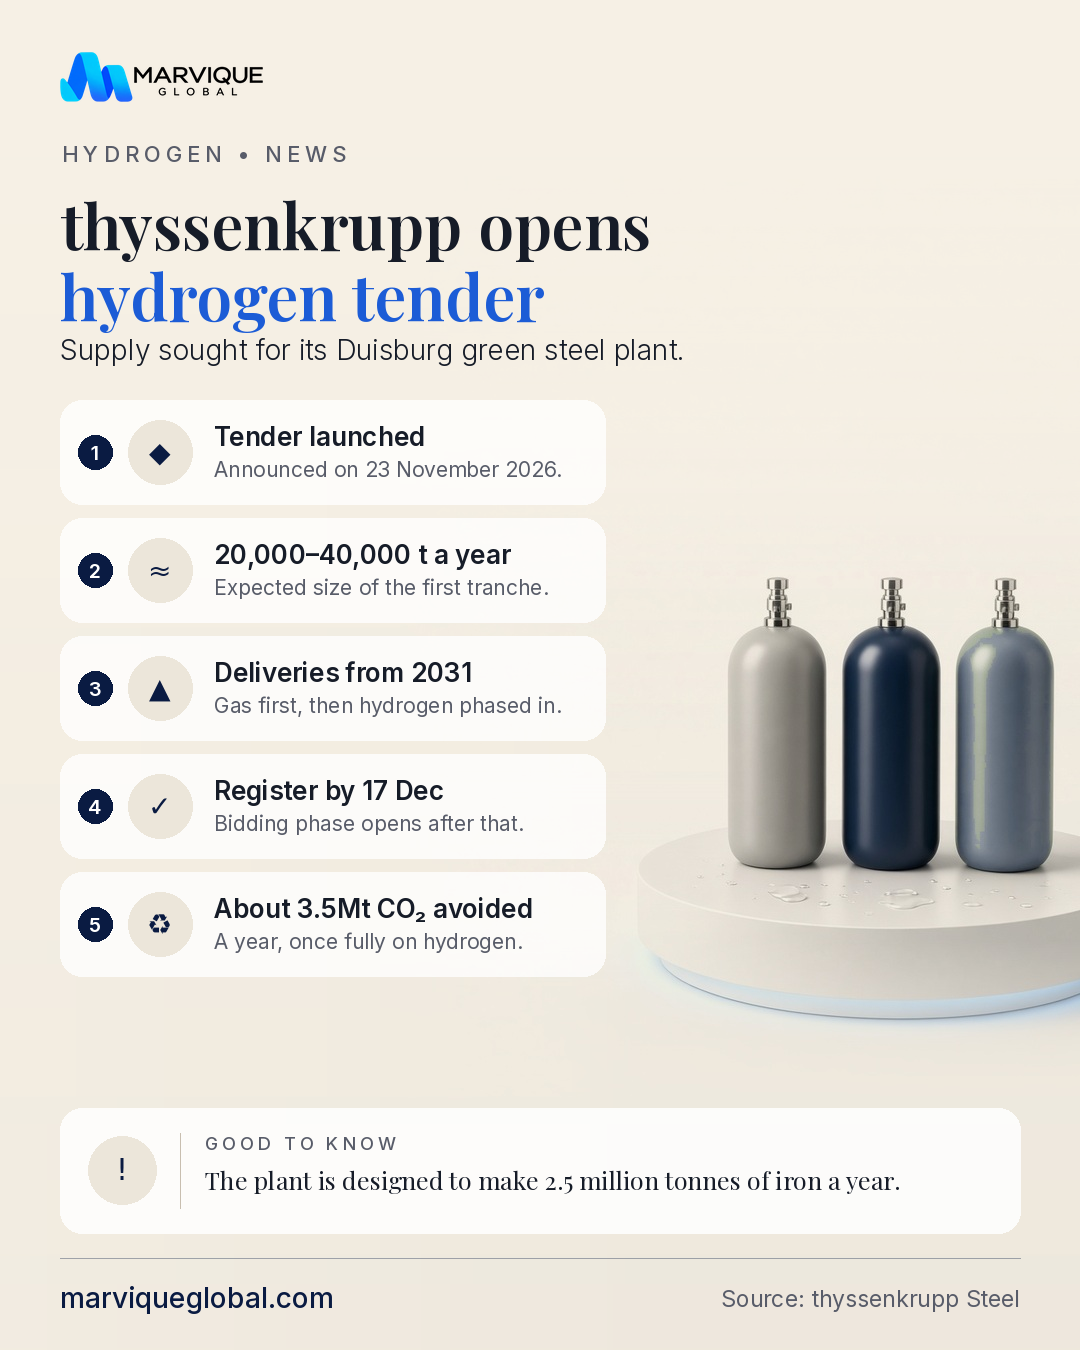 MARVIQUE
GLOBAL
HYDROGEN • NEWS
thyssenkrupp opens
hydrogen tender
Supply sought for its Duisburg green steel plant.
1 ◆ Tender launched
Announced on 23 November 2026.
2 ≈ 20,000–40,000 t a year
Expected size of the first tranche.
3 ▲ Deliveries from 2031
Gas first, then hydrogen phased in.
4 ✓ Register by 17 Dec
Bidding phase opens after that.
5 ♻ About 3.5Mt CO₂ avoided
A year, once fully on hydrogen.
! GOOD TO KNOW
The plant is designed to make 2.5 million tonnes of iron a year.
marviqueglobal.com
Source: thyssenkrupp Steel